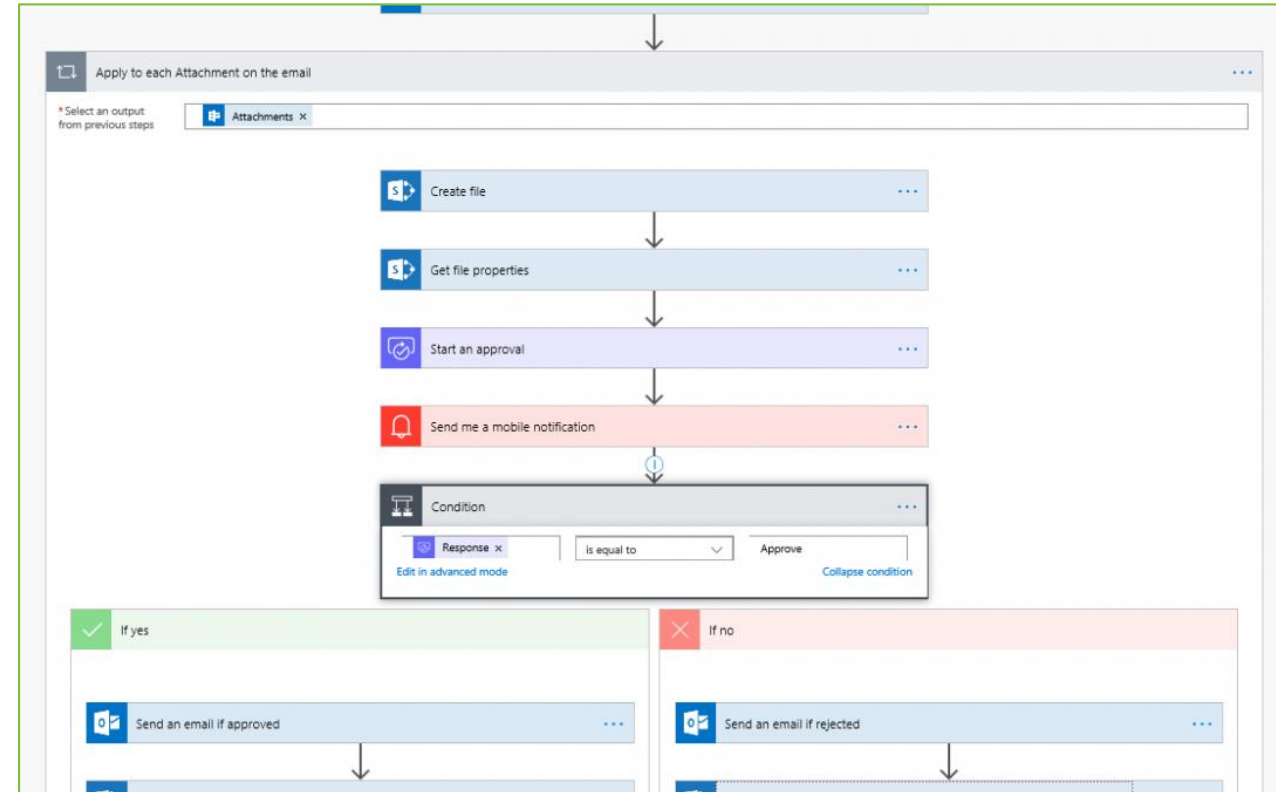 Apply to each Attachment on the email
*Select an output
from previous steps
Attachments ×
Create file
Get file properties
Start an approval
Send me a mobile notification
Condition
Response ×
is equal to
Approve
Edit in advanced mode
Collapse condition
If yes
If no
Send an email if approved
Send an email if rejected